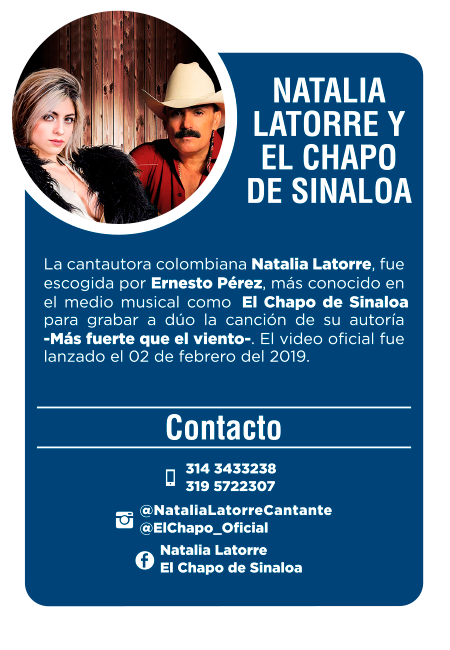 NATALIA
LATORRE Y
EL CHAPO
DE SINALOA
La cantautora colombiana Natalia Latorre, fue
escogida por Ernesto Pérez, más conocido en
el medio musical como El Chapo de Sinaloa
para grabar a dúo la canción de su autoría
-Más fuerte que el viento-. El video oficial fue
lanzado el 02 de febrero del 2019.
Contacto
314 3433238
319 5722307
@NataliaLatorreCantante
@ElChapo_Oficial
Natalia Latorre
El Chapo de Sinaloa